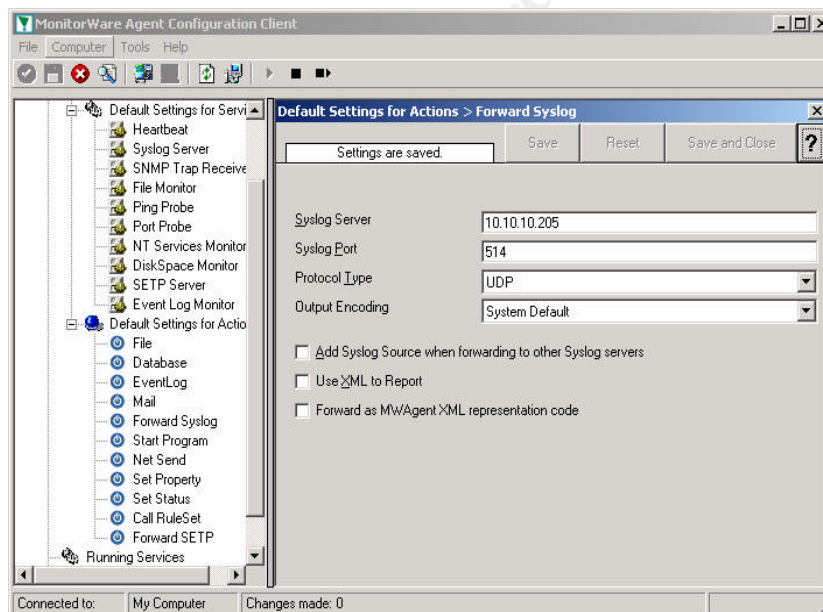 MonitorWare Agent Configuration Client
File Computer Tools Help
Default Settings for Servi
Heartbeat
Syslog Server
SNMP Trap Receive
File Monitor
Ping Probe
Port Probe
NT Services Monitor
DiskSpace Monitor
SETP Server
Event Log Monitor
Default Settings for Actio
File
Database
EventLog
Mail
Forward Syslog
Start Program
Net Send
Set Property
Set Status
Call RuleSet
Forward SETP
Running Services
Default Settings for Actions > Forward Syslog
Settings are saved. Save Reset Save and Close ?
Syslog Server 10.10.10.205
Syslog Port 514
Protocol Type UDP
Output Encoding System Default
Add Syslog Source when forwarding to other Syslog servers
Use XML to Report
Forward as MWAgent XML representation code
Connected to: My Computer Changes made: 0